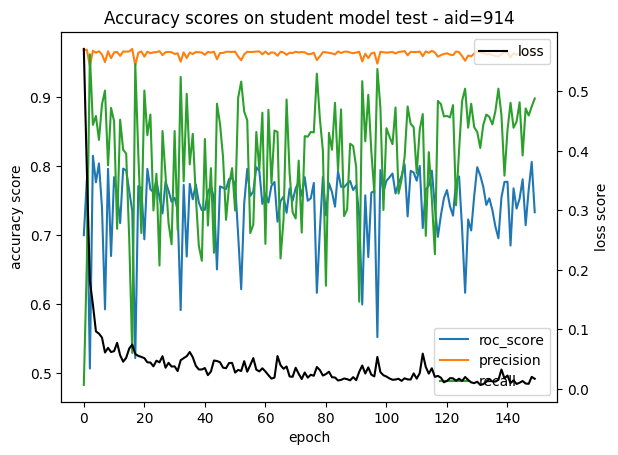 Accuracy scores on student model test - aid=914
loss
accuracy score
0.9
0.8
0.7
0.6
0.5
loss score
0.5
0.4
0.3
0.2
0.1
0.0
roc_score
precision
recall
0
20
40
60
80
100
120
140
epoch